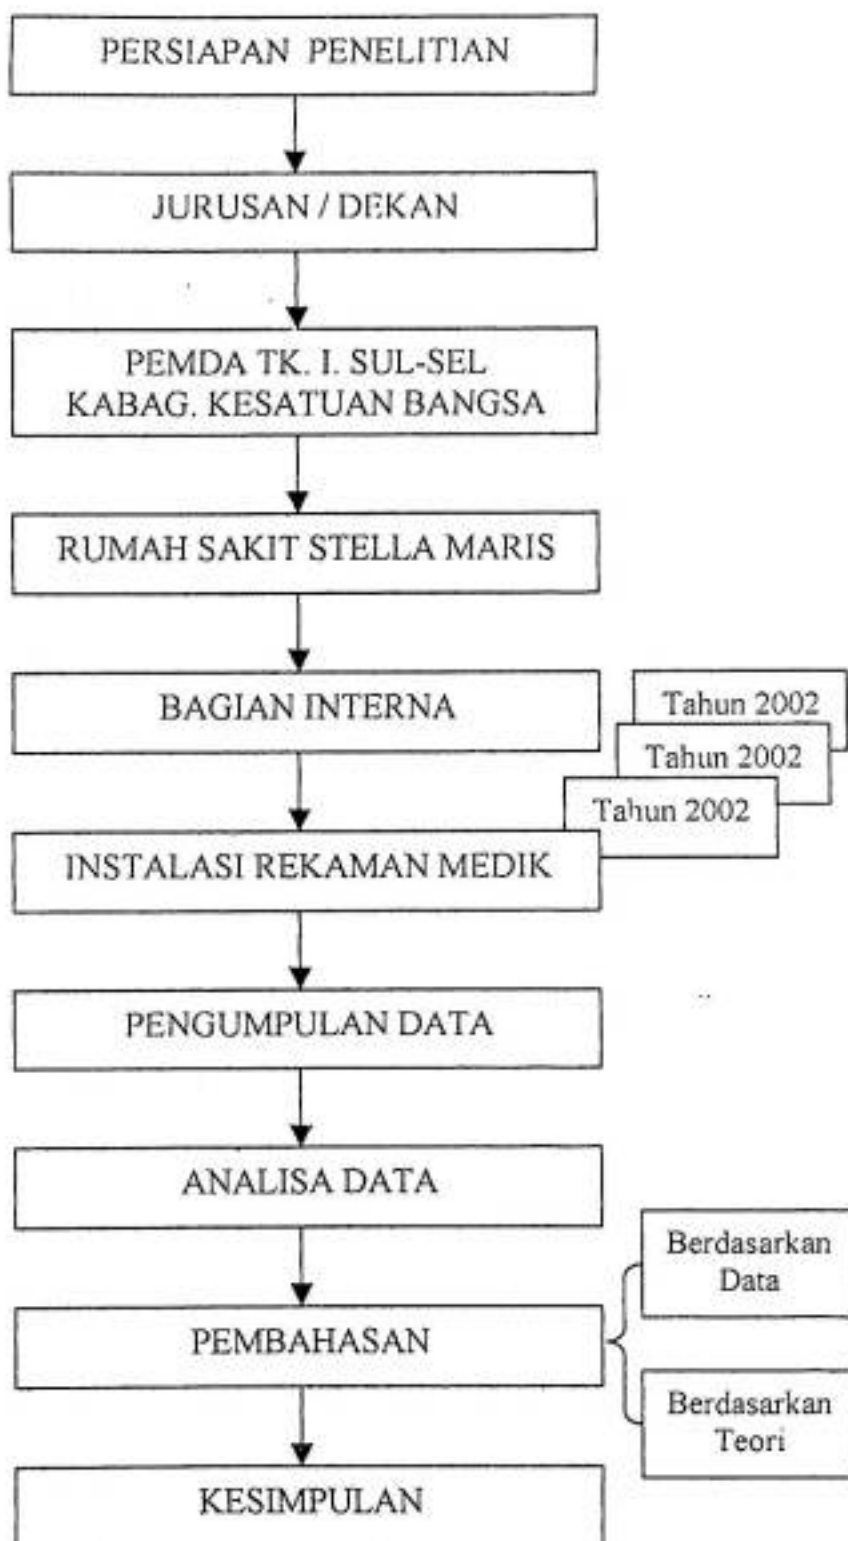 PERSIAPAN PENELITIAN
JURUSAN / DEKAN
PEMDA TK. I. SUL-SEL
KABAG. KESATUAN BANGSA
RUMAH SAKIT STELLA MARIS
BAGIAN INTERNA
Tahun 2002
Tahun 2002
Tahun 2002
INSTALASI REKAMAN MEDIK
PENGUMPULAN DATA
ANALISA DATA
PEMBAHASAN
Berdasarkan
Data
Berdasarkan
Teori
KESIMPULAN